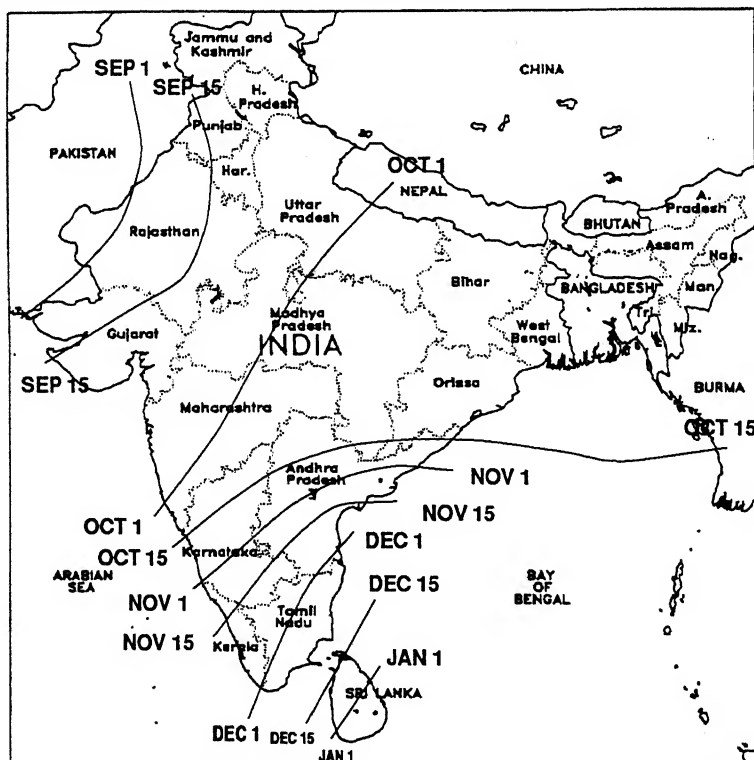 Jammu and
Kashmir
SEP 1
SEP 15
CHINA
H.
Pradesh
Punjab
PAKISTAN
Har.
OCT 1
NEPAL
A.
Pradesh
Uttar
Pradesh
BHUTAN
Rajasthan
Assam
Nag.
Bihar
BANGLADESH
Man.
Tri.
Miz.
Madhya
Pradesh
Gujarat
West
Bengal
INDIA
SEP 15
Orissa
BURMA
Maharashtra
OCT 15
Andhra
Pradesh
NOV 1
OCT 1
NOV 15
OCT 15
Karnataka
DEC 1
ARABIAN
SEA
BAY
OF
BENGAL
DEC 15
NOV 1
Tamil
Nadu
NOV 15
Kerala
JAN 1
SRI LANKA
DEC 1
DEC 15
JAN 1